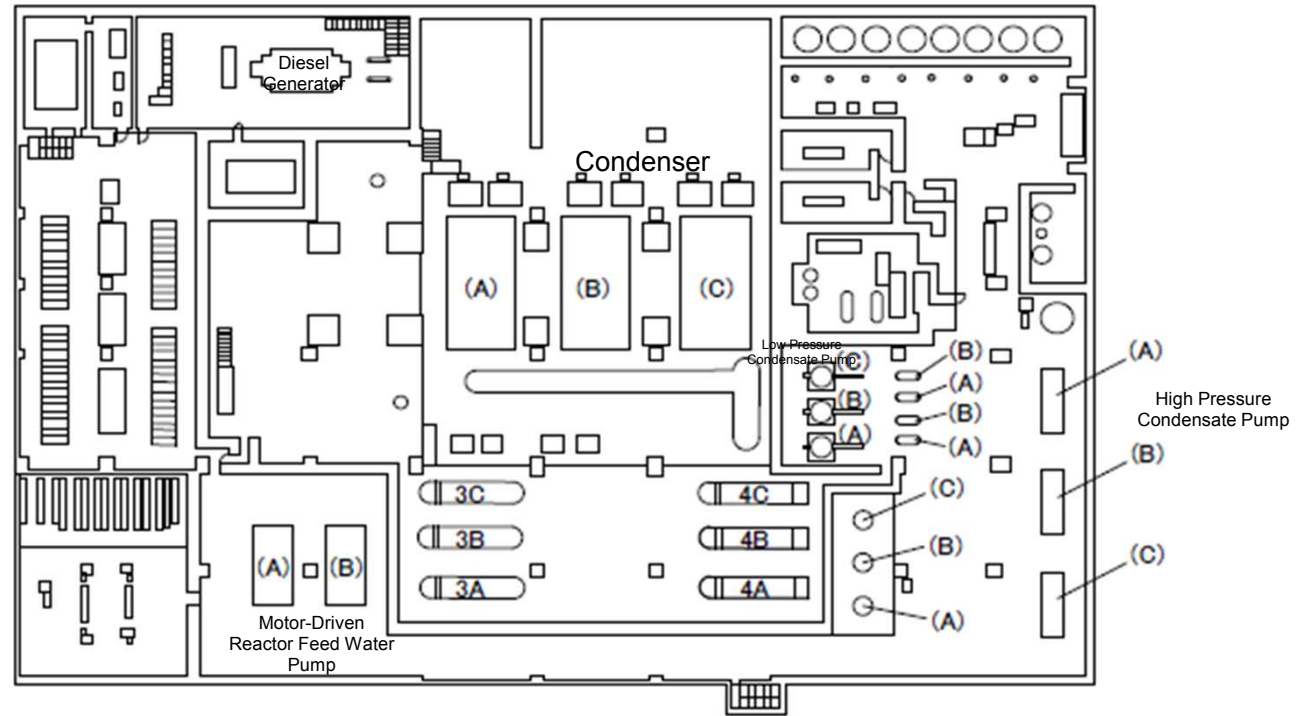 Diesel
Generator
Condenser
(A)
(B)
(C)
Low Pressure
Condensate Pump
(C)
(B)
(A)
(B)
(A)
(B)
(A)
(A)
High Pressure
Condensate Pump
(B)
(C)
3C
3B
3A
4C
4B
4A
(C)
(B)
(A)
(A)
(B)
Motor-Driven
Reactor Feed Water
Pump